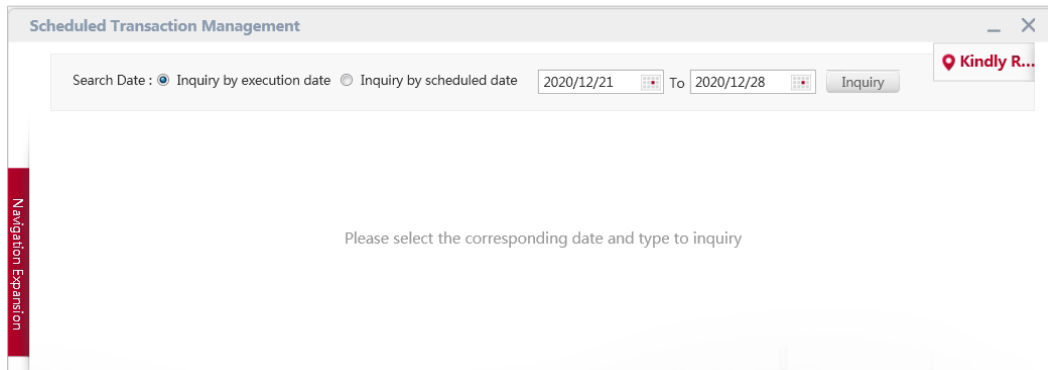 Scheduled Transaction Management
Kindly R...
Search Date : Inquiry by execution date Inquiry by scheduled date 2020/12/21 To 2020/12/28 Inquiry
Navigation Expansion
Please select the corresponding date and type to inquiry